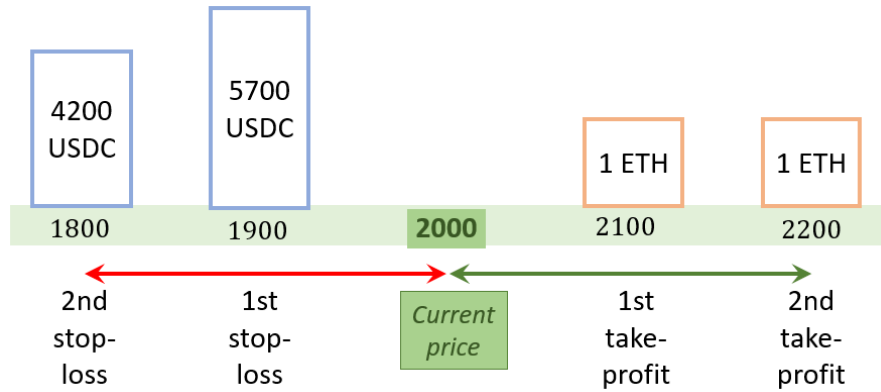 4200
USDC
5700
USDC
1 ETH
1 ETH
1800
1900
2000
2100
2200
2nd
stop-
loss
1st
stop-
loss
Current
price
1st
take-
profit
2nd
take-
profit